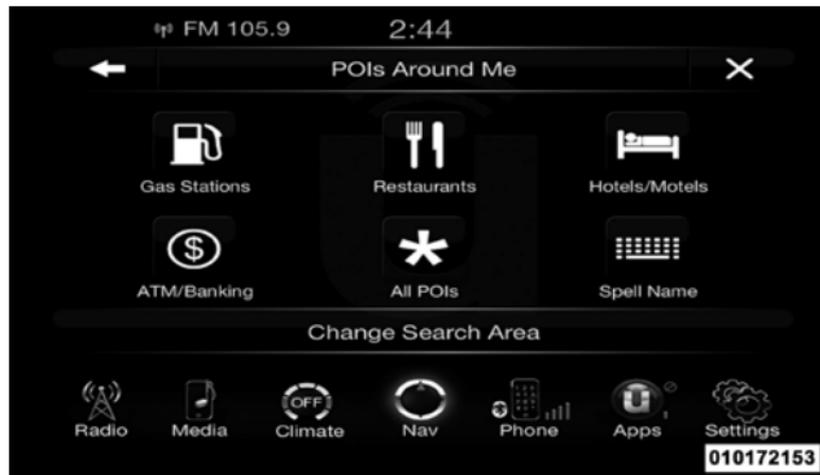 FM 105.9 2:44
POIs Around Me
Gas Stations Restaurants Hotels/Motels
ATM/Banking All POIs Spell Name
Change Search Area
OFF
Radio Media Climate Nav Phone Apps Settings
010172153